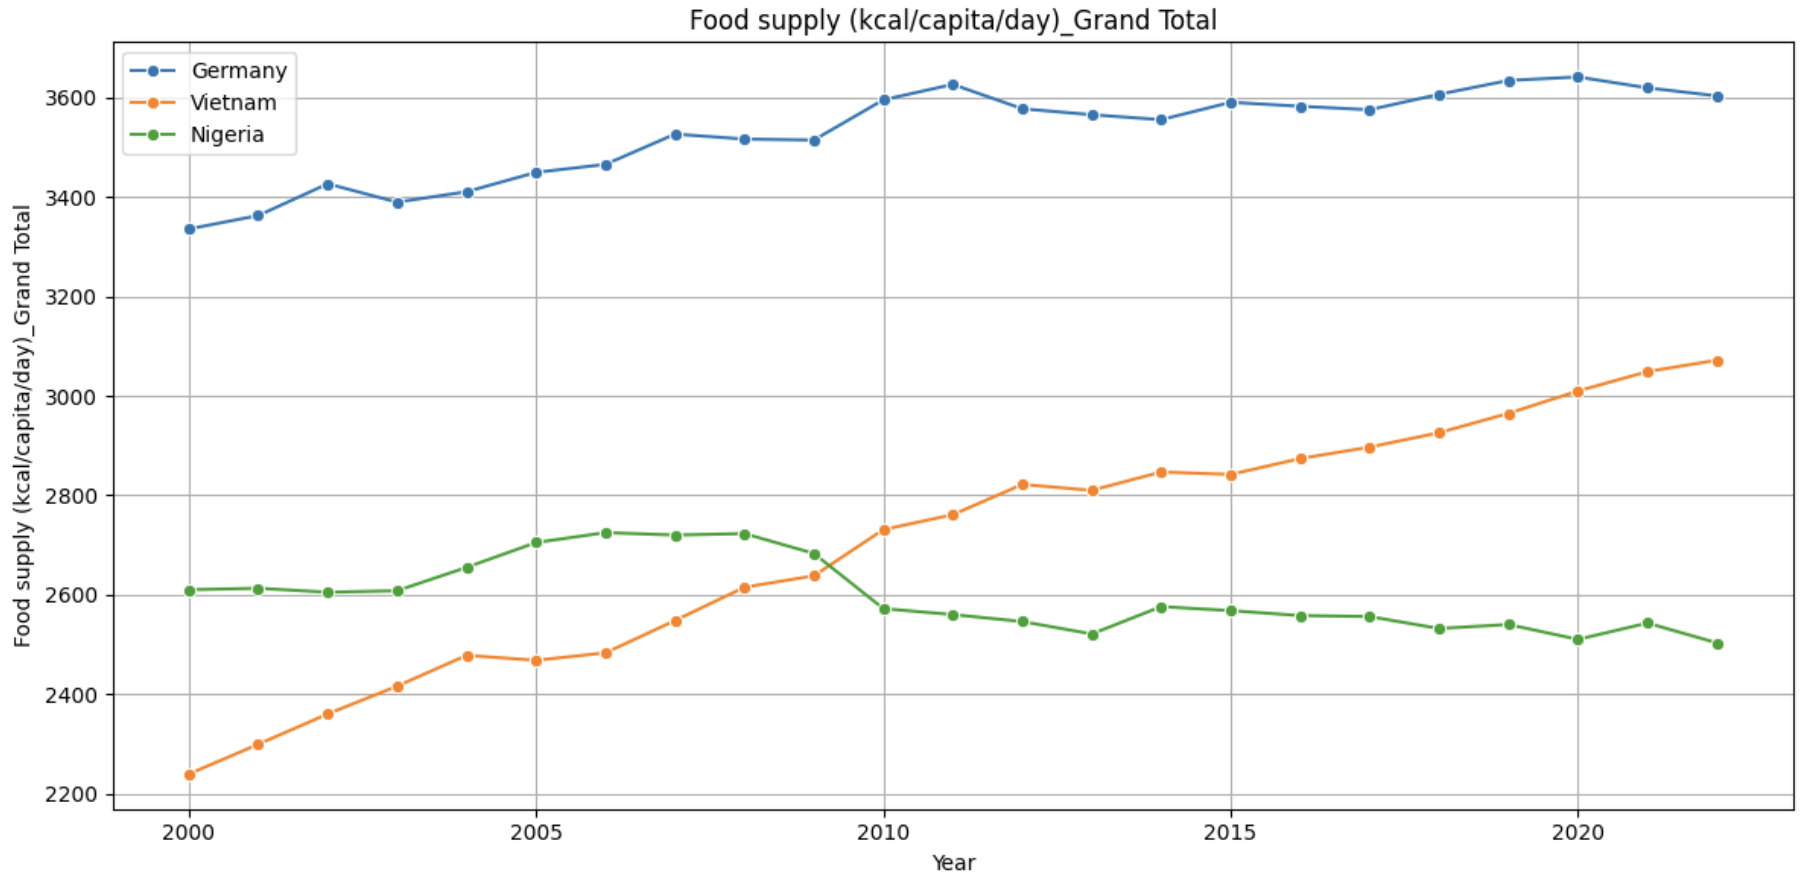 Food supply (kcal/capita/day)_Grand Total
Germany
Vietnam
Nigeria
Food supply (kcal/capita/day)_Grand Total
3600
3400
3200
3000
2800
2600
2400
2200
2000
2005
2010
2015
2020
Year